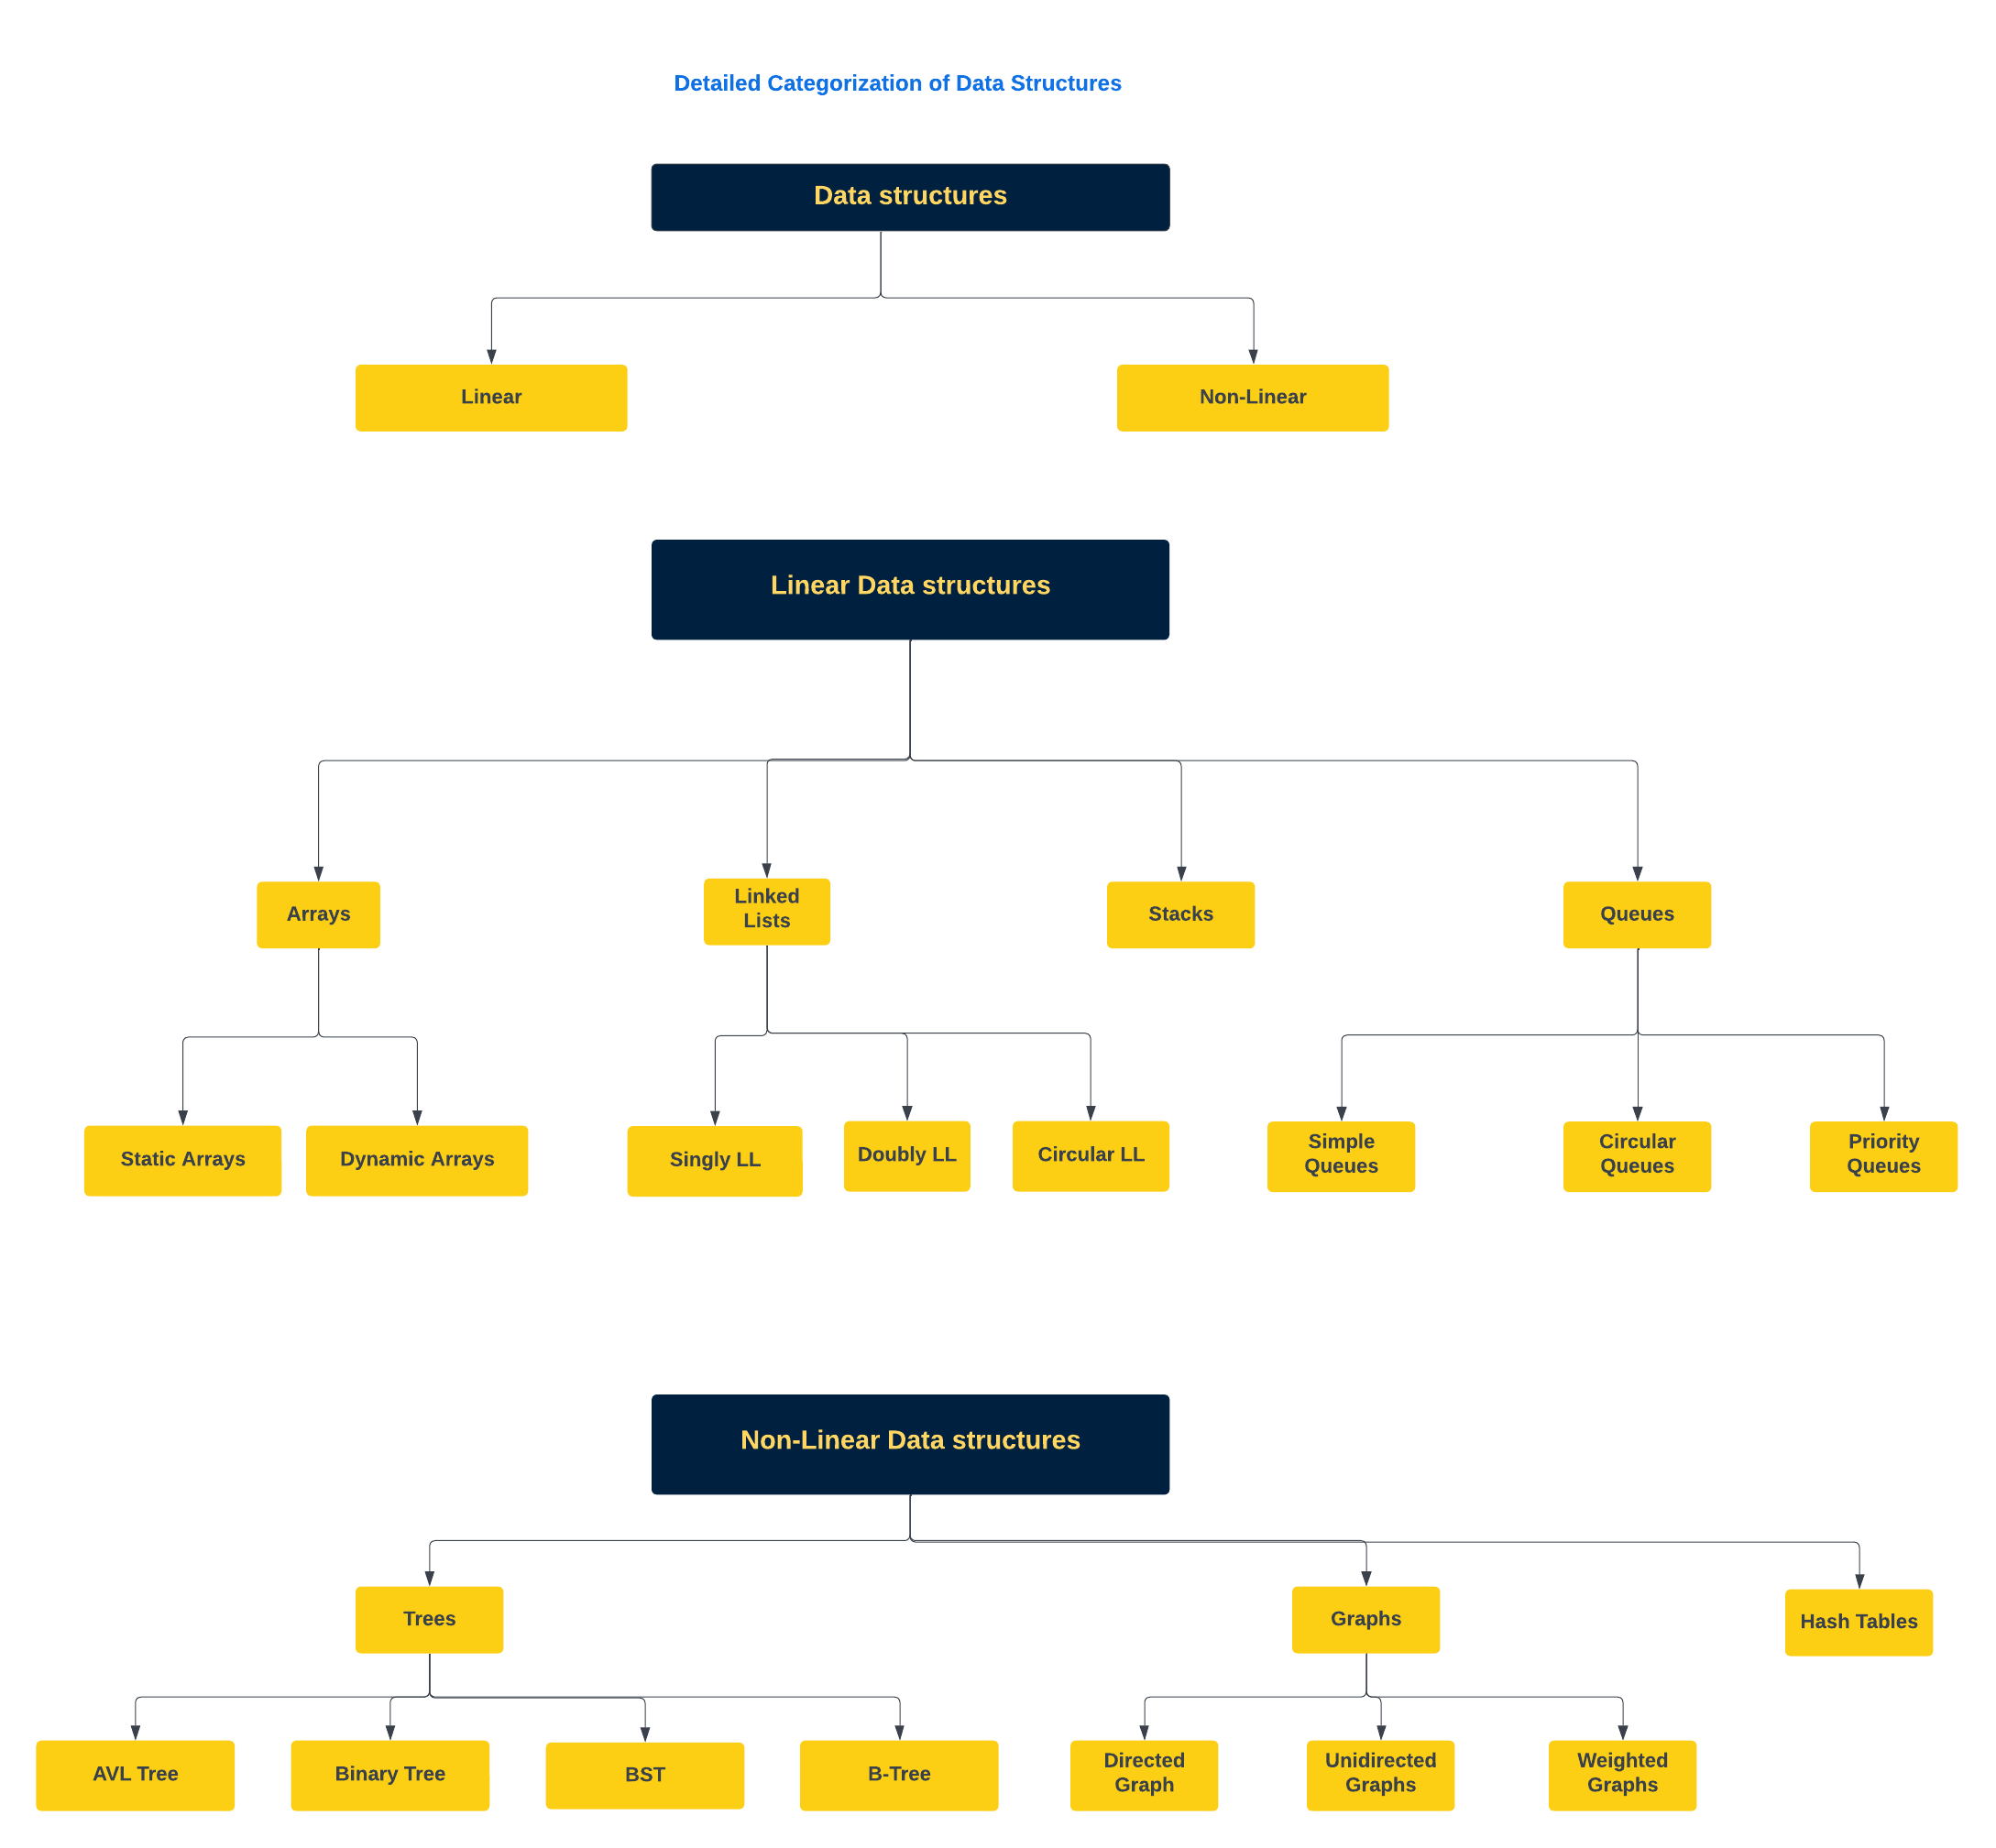 Detailed Categorization of Data Structures
Data structures
Linear
Non-Linear
Linear Data structures
Arrays
Linked
Lists
Stacks
Queues
Static Arrays
Dynamic Arrays
Singly LL
Doubly LL
Circular LL
Simple
Queues
Circular
Queues
Priority
Queues
Non-Linear Data structures
Trees
Graphs
Hash Tables
AVL Tree
Binary Tree
BST
B-Tree
Directed
Graph
Unidirected
Graphs
Weighted
Graphs